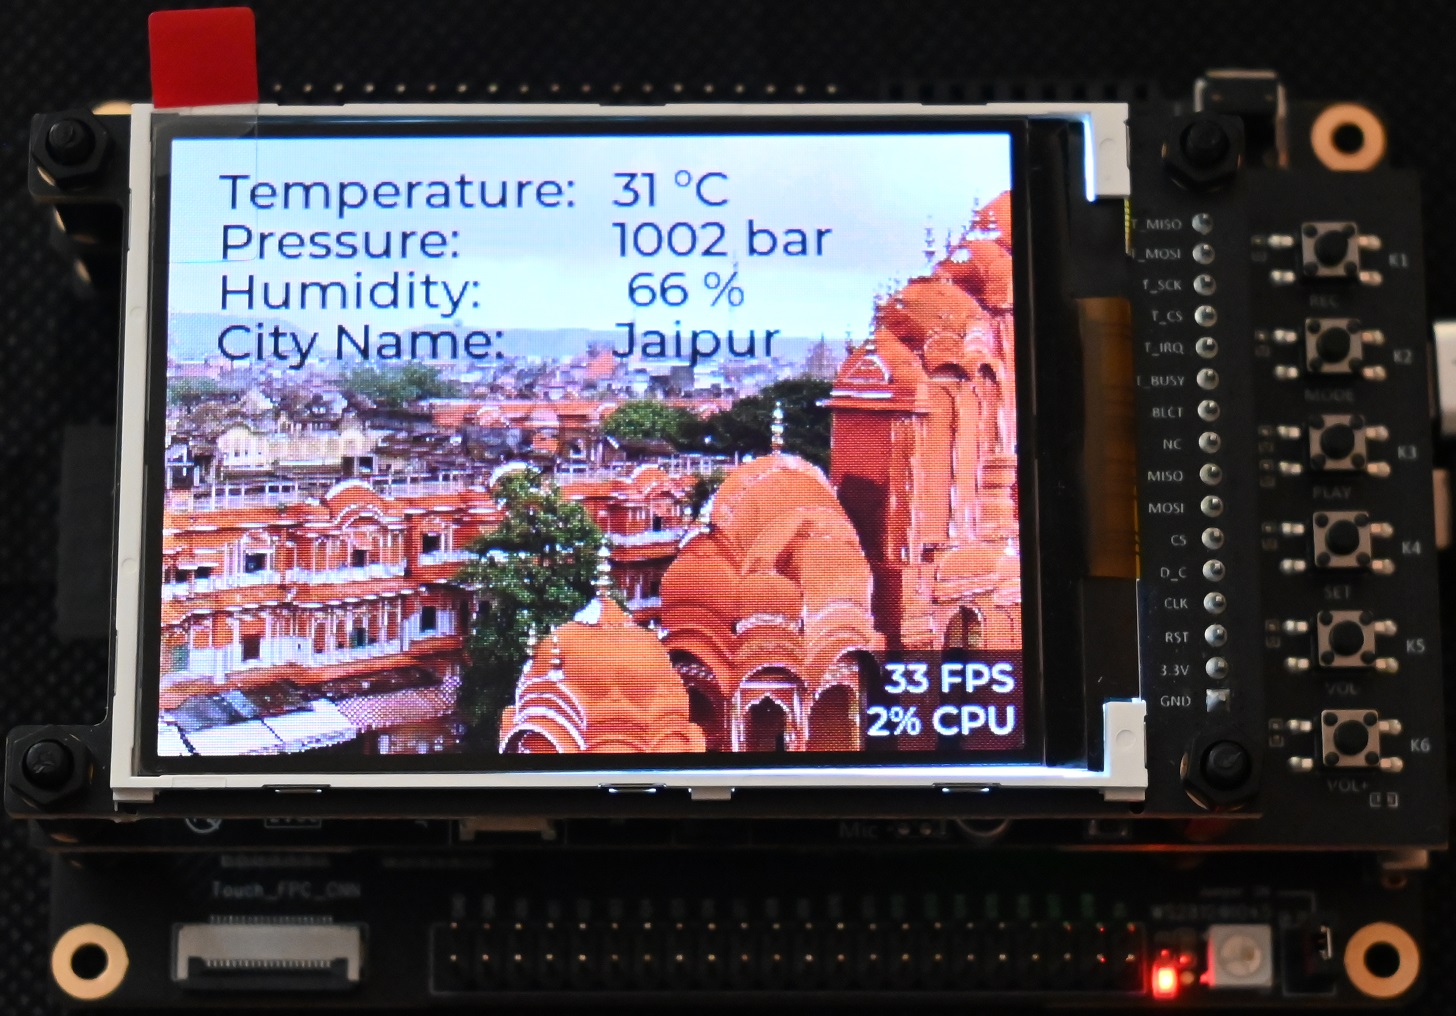 Temperature: 31 °C
Pressure: 1002 bar
Humidity: 66 %
City Name: Jaipur
33 FPS
2% CPU
T_MISO
T_MOSI
T_SCK
T_CS
T_IRQ
T_BUSY
BLCT
NC
MISO
MOSI
CS
D_C
CLK
RST
3.3V
GND
K1
REC
K2
MODE
K3
PLAY
K4
SET
K5
VOL-
K6
VOL+
Mic
Touch_FPC_CNN